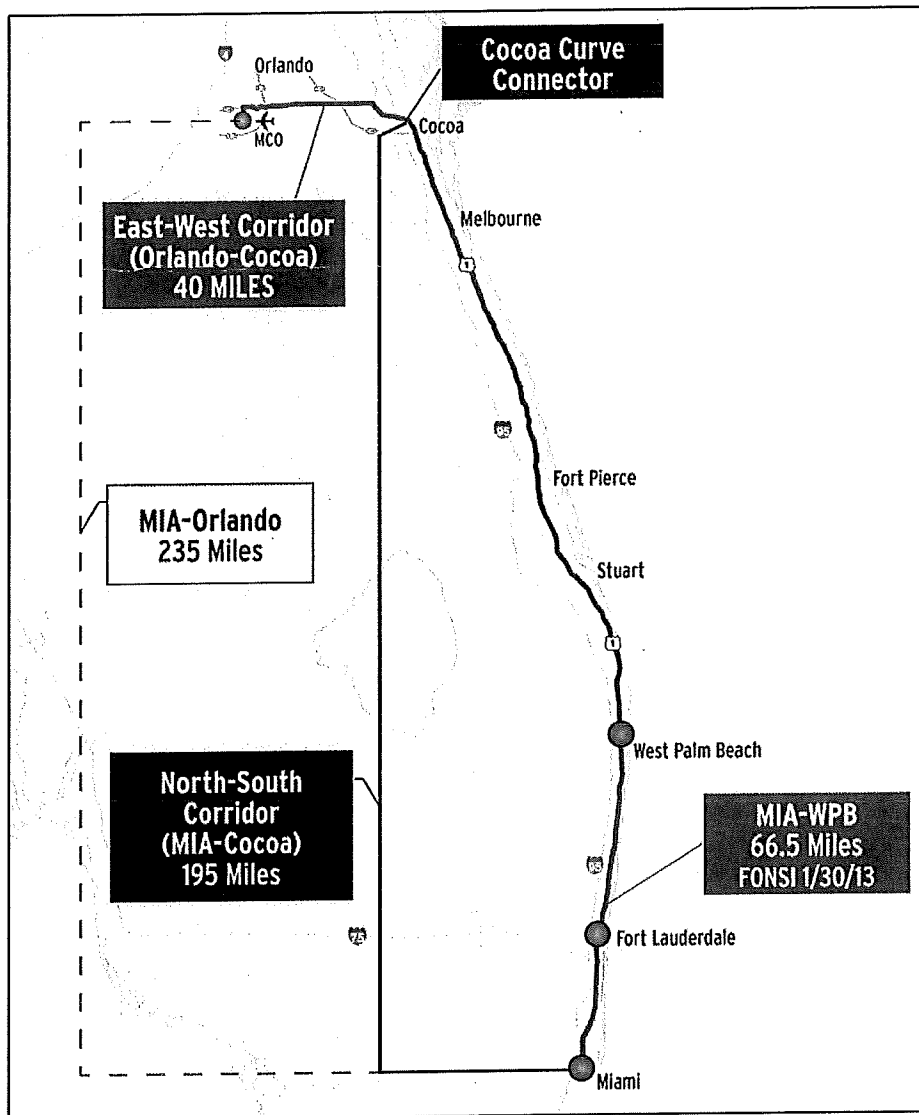 Cocoa Curve
Connector
4
Orlando
MCO
Cocoa
East-West Corridor
(Orlando-Cocoa)
40 MILES
Melbourne
1
95
Fort Pierce
MIA-Orlando
235 Miles
Stuart
1
West Palm Beach
North-South
Corridor
(MIA-Cocoa)
195 Miles
MIA-WPB
66.5 Miles
FONSI 1/30/13
95
75
Fort Lauderdale
Miami